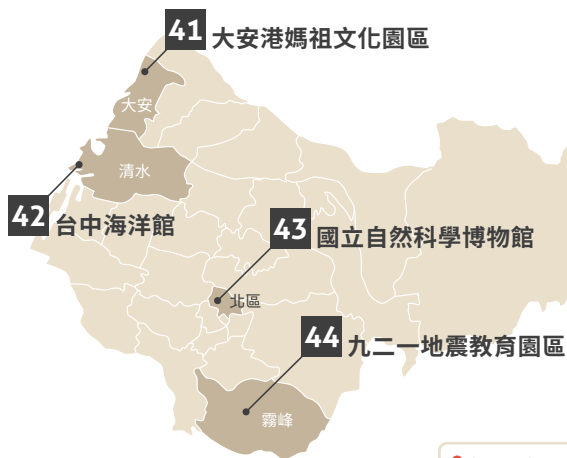 41 大安港媽祖文化園區
大安
清水
42 台中海洋館
43 國立自然科學博物館
北區
44 九二一地震教育園區
霧峰